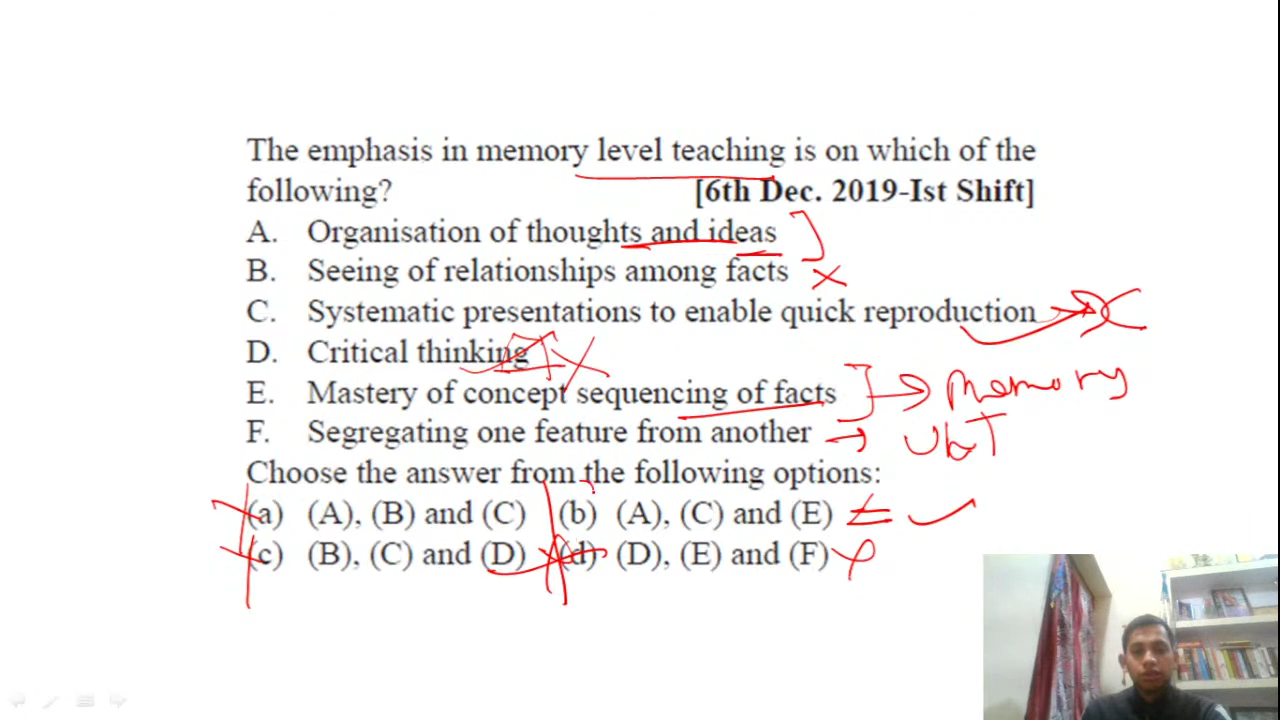 The emphasis in memory level teaching is on which of the
following? [6th Dec. 2019-Ist Shift]
A. Organisation of thoughts and ideas
B. Seeing of relationships among facts
C. Systematic presentations to enable quick reproduction
D. Critical thinking
E. Mastery of concept sequencing of facts Memory
F. Segregating one feature from another
Choose the answer from the following options:
(a) (A), (B) and (C) (b) (A), (C) and (E)
(c) (B), (C) and (D) (d) (D), (E) and (F)